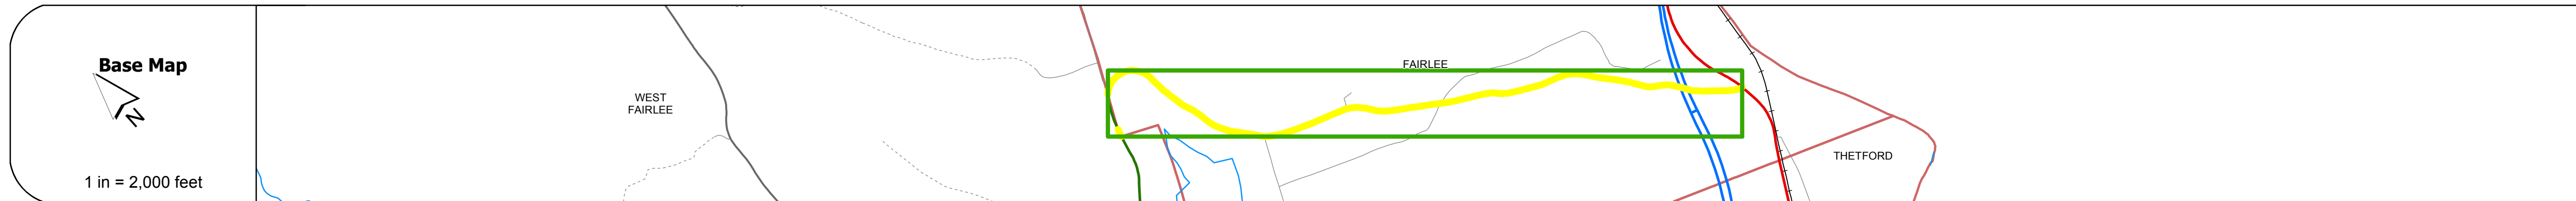 Base Map
N
1 in = 2,000 feet
WEST
FAIRLEE
FAIRLEE
THETFORD